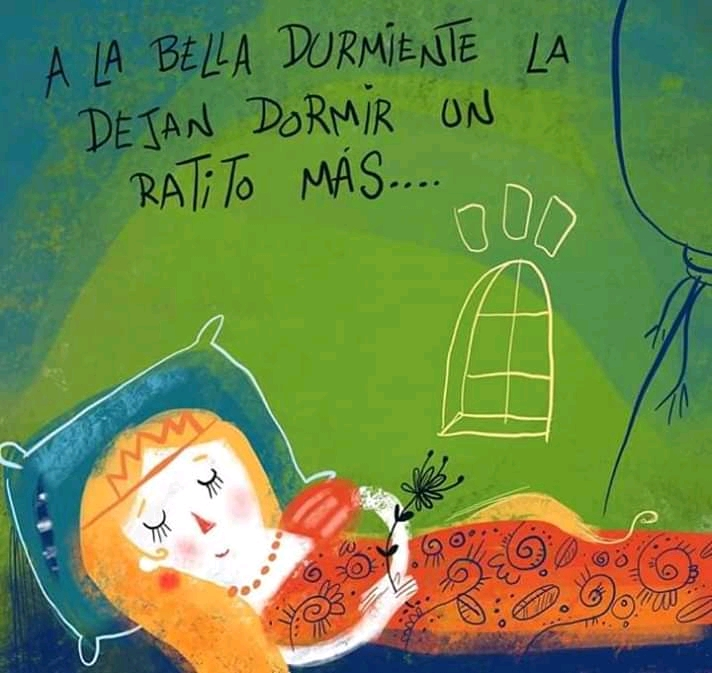 A LA BELLA DURMIENTE LA
DEJAN DORMIR UN
RATITO MÁS....